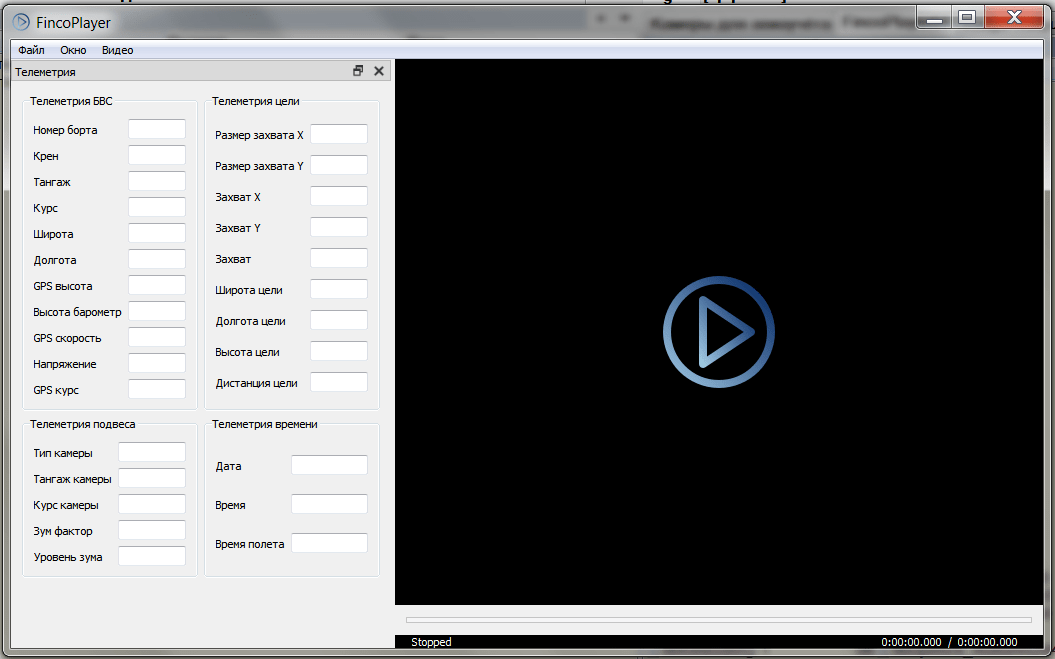 FincoPlayer
Файл Окно Видео
Телеметрия
Телеметрия БВС
Номер борта
Крен
Тангаж
Курс
Широта
Долгота
GPS высота
Высота барометр
GPS скорость
Напряжение
GPS курс
Телеметрия цели
Размер захвата X
Размер захвата Y
Захват X
Захват Y
Захват
Широта цели
Долгота цели
Высота цели
Дистанция цели
Телеметрия подвеса
Тип камеры
Тангаж камеры
Курс камеры
Зум фактор
Уровень зума
Телеметрия времени
Дата
Время
Время полета
Stopped 0:00:00.000 / 0:00:00.000